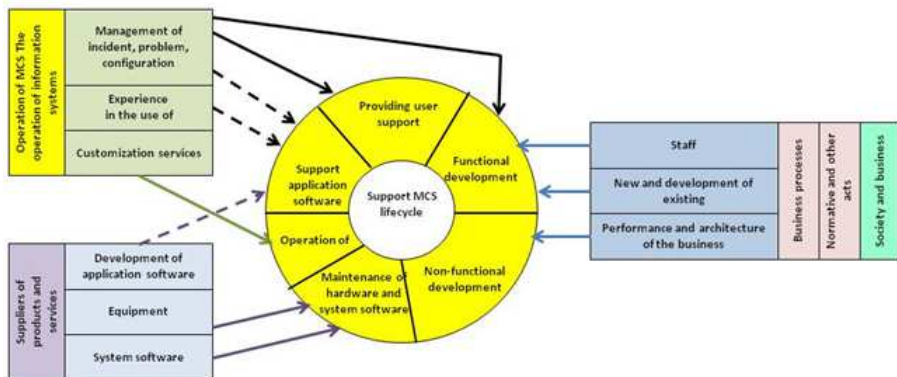 Operation of MCS The
operation of information
systems
Management of
incident, problem,
configuration
Experience
in the use of
Customization services
Suppliers of
products and
services
Development of
application software
Equipment
System software
Providing user
support
Functional
development
Non-functional
development
Maintenance of
hardware and
system software
Operation of
Support
application
software
Support MCS
lifecycle
Staff
New and development of
existing
Performance and architecture
of the business
Business processes
Normative and other
acts
Society and business